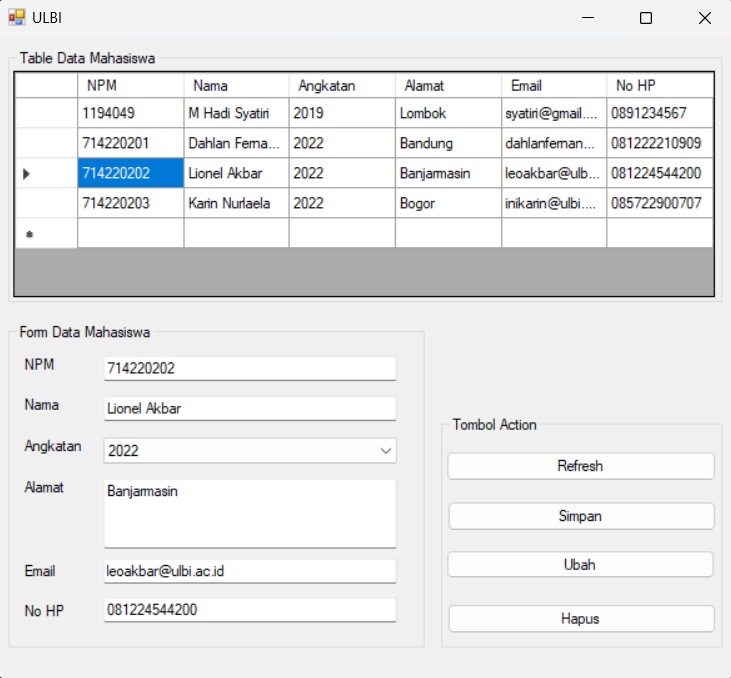 ULBI
Table Data Mahasiswa
NPM Nama Angkatan Alamat Email No HP
1194049 M Hadi Syatiri 2019 Lombok syatiri@gmail.... 0891234567
714220201 Dahlan Ferna... 2022 Bandung dahlanfernan... 081222210909
714220202 Lionel Akbar 2022 Banjarmasin leoakbar@ulb... 081224544200
714220203 Karin Nurlaela 2022 Bogor inikarin@ulbi.... 085722900707
Form Data Mahasiswa
NPM 714220202
Nama Lionel Akbar
Angkatan 2022
Alamat Banjarmasin
Email leoakbar@ulbi.ac.id
No HP 081224544200
Tombol Action
Refresh
Simpan
Ubah
Hapus